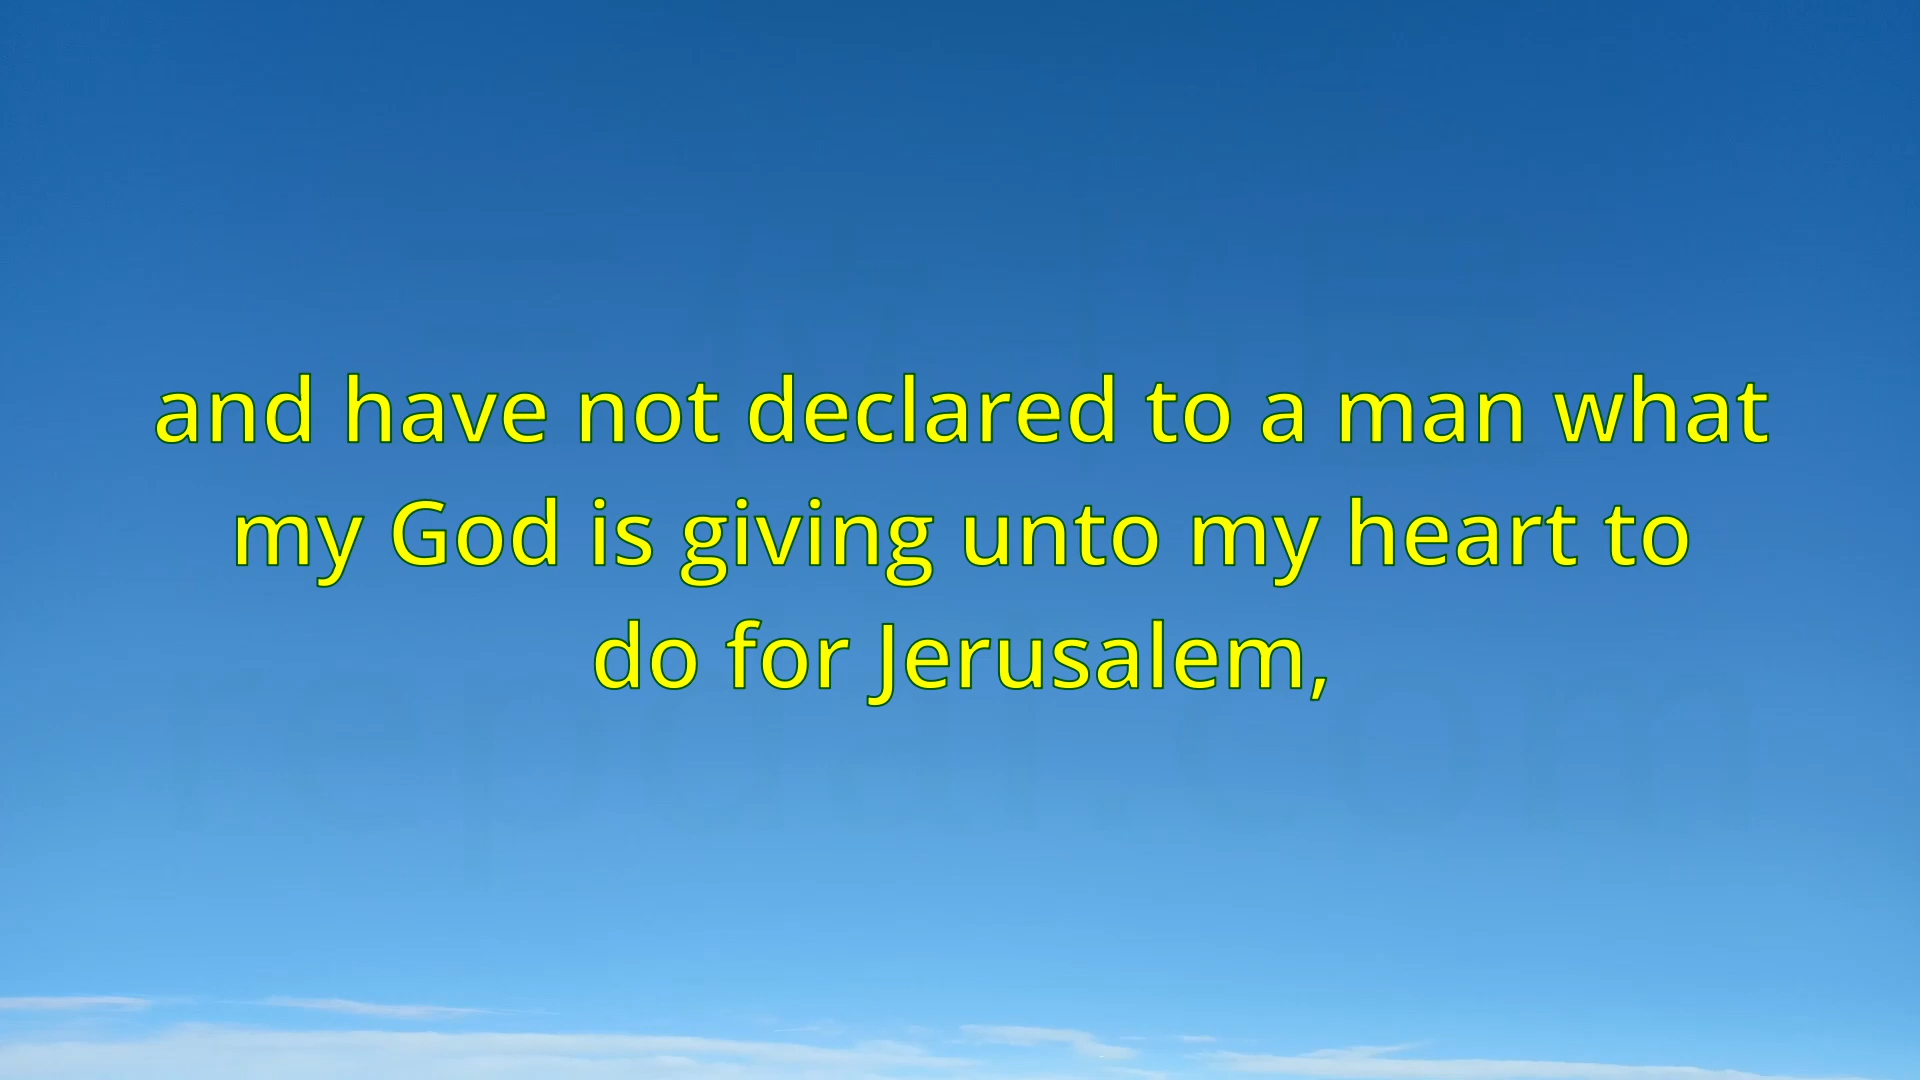 and have not declared to a man what
my God is giving unto my heart to
do for Jerusalem,